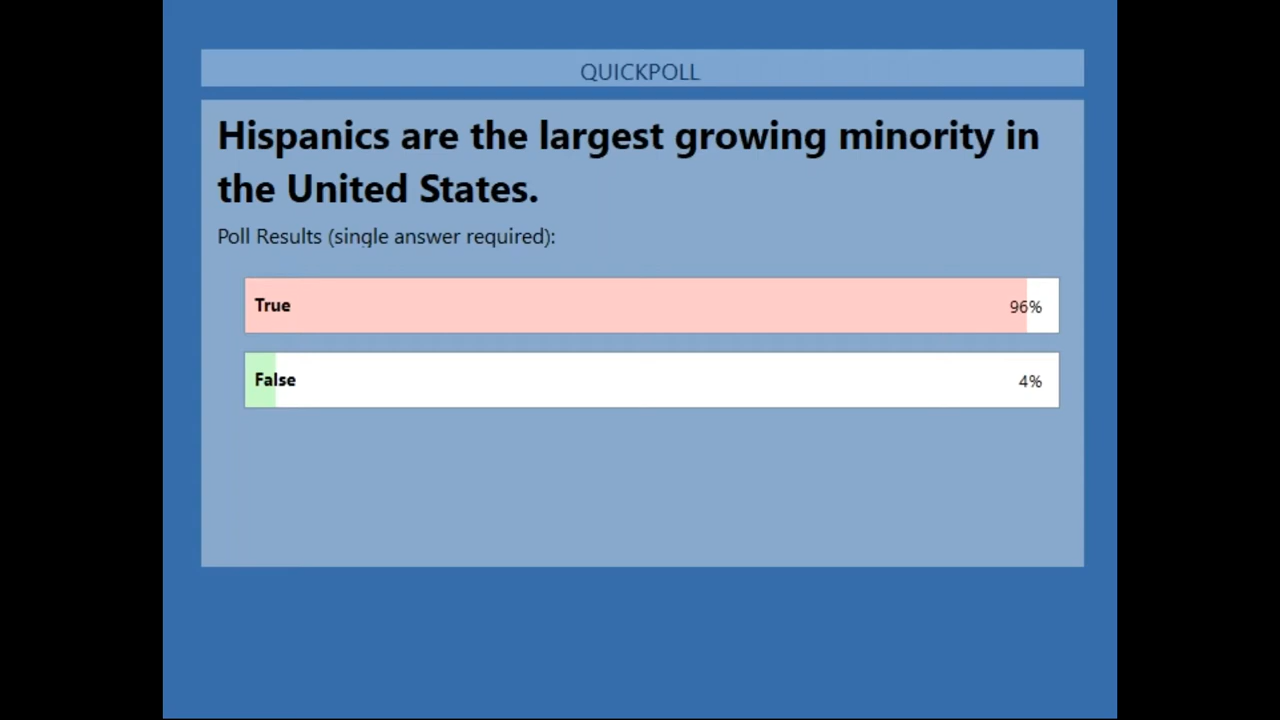 QUICKPOLL
Hispanics are the largest growing minority in
the United States.
Poll Results (single answer required):
True 96%
False 4%